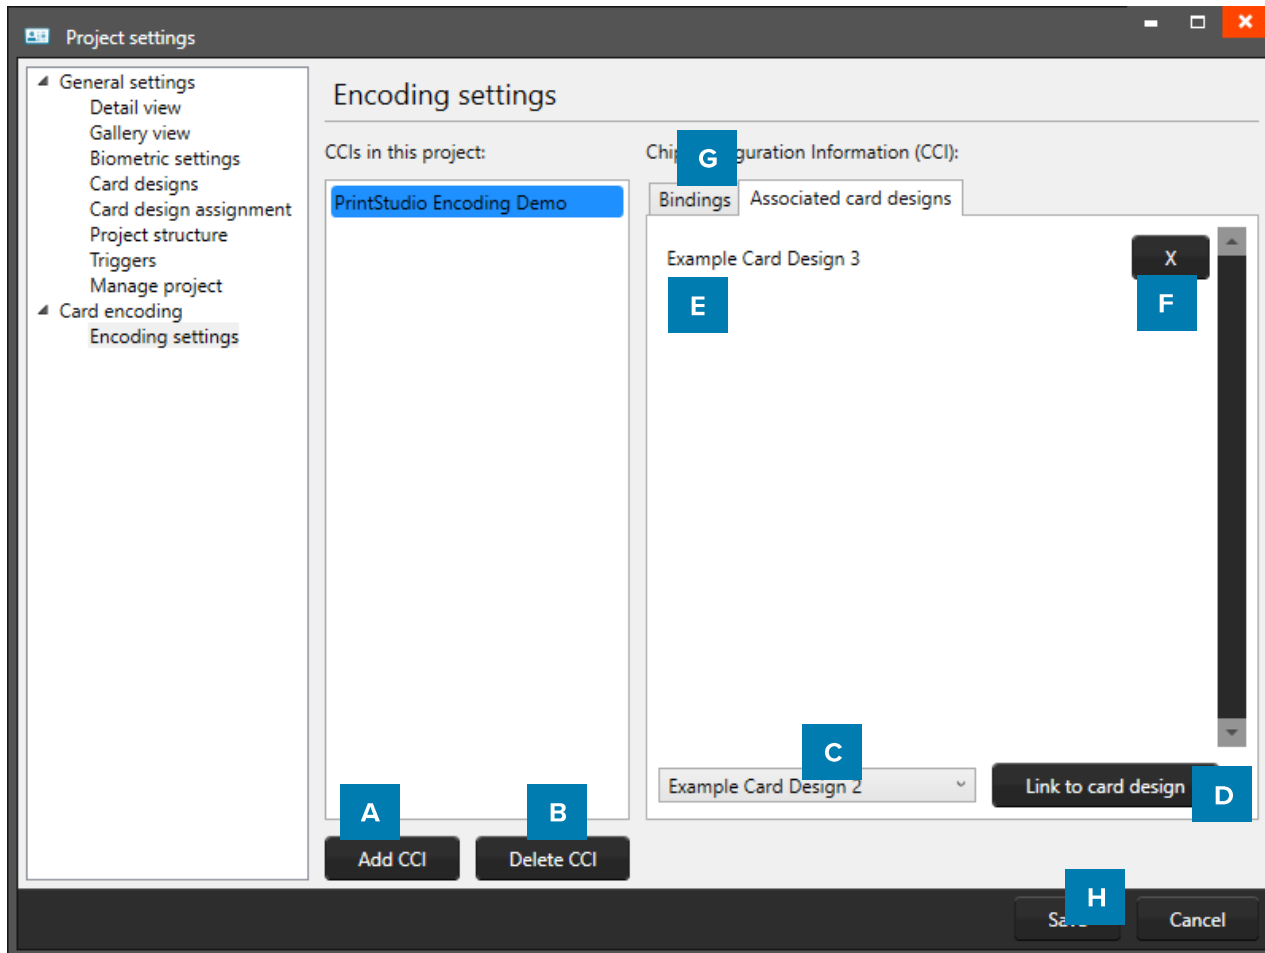 Project settings
General settings
Detail view
Gallery view
Biometric settings
Card designs
Card design assignment
Project structure
Triggers
Manage project
Card encoding
Encoding settings
Encoding settings
CCIs in this project:
PrintStudio Encoding Demo
A
B
Add CCI
Delete CCI
G
guration Information (CCI):
Bindings
Associated card designs
Example Card Design 3
X
E
F
C
Example Card Design 2
Link to card design
D
H
Cancel